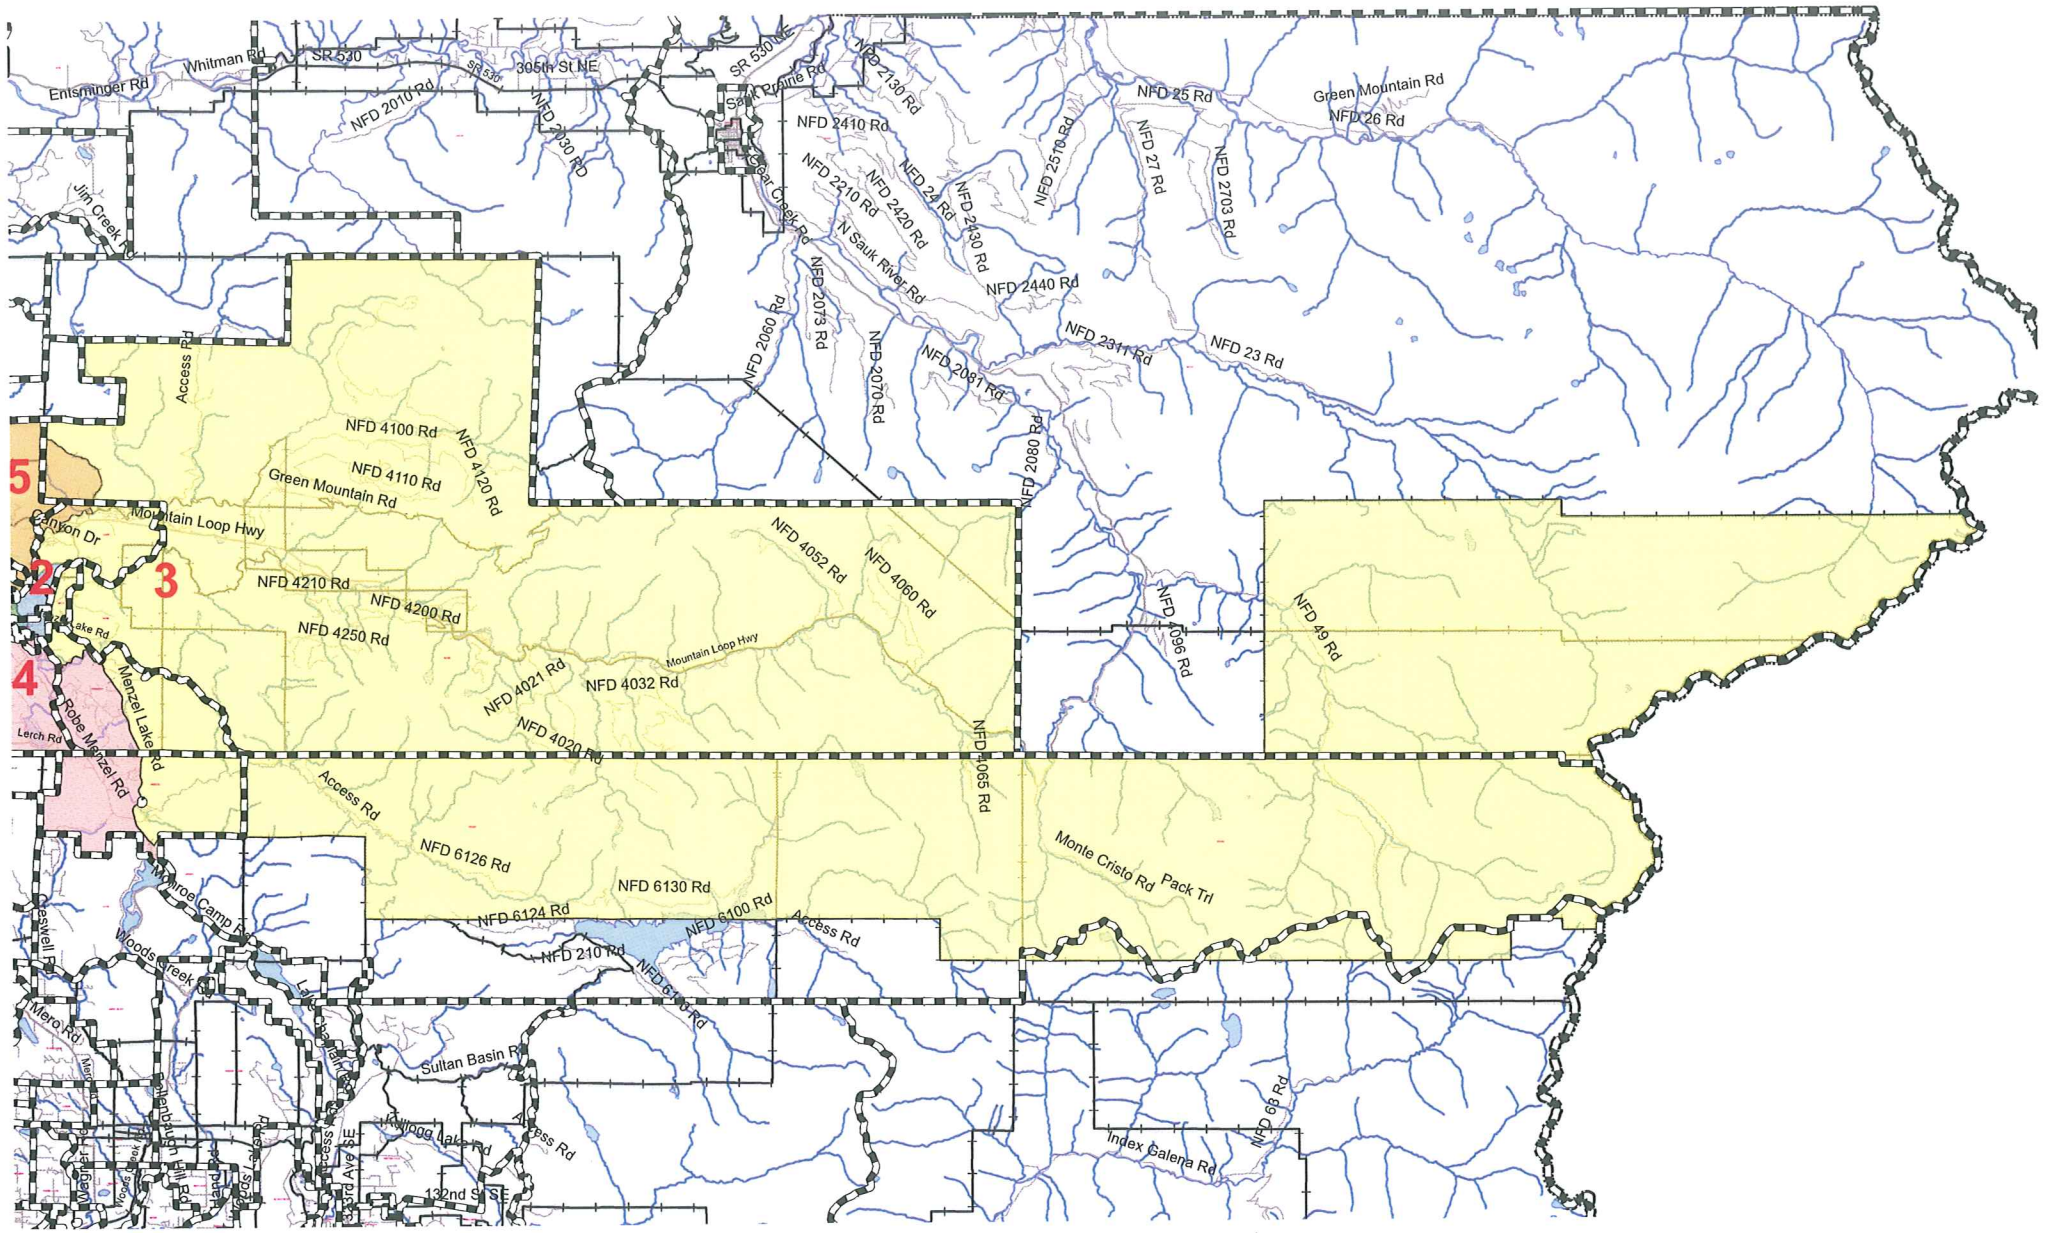 SR 530 NE
Whitman Rd
SR 530
SR 530
305th St NE
Entsminger Rd
Sauk Prairie Rd
NFD 2130 Rd
NFD 2010 Rd
NFD 2030 RD
NFD 25 Rd
Green Mountain Rd
NFD 26 Rd
NFD 2410 Rd
NFD 2510 Rd
NFD 27 Rd
NFD 2703 Rd
NFD 2210 Rd
NFD 24 Rd
NFD 2420 Rd
NFD 2430 Rd
Jim Creek
Clear Creek Rd
N Sauk River Rd
NFD 2440 Rd
NFD 2060 Rd
NFD 2073 Rd
NFD 2070 Rd
NFD 2311 Rd
NFD 23 Rd
NFD 2081 Rd
Access Rd
NFD 4100 Rd
NFD 4120 Rd
NFD 2080 Rd
5
NFD 4110 Rd
Green Mountain Rd
Canyon Dr
Mountain Loop Hwy
NFD 4052 Rd
NFD 4060 Rd
2
3
NFD 4210 Rd
NFD 4200 Rd
NFD 4250 Rd
NFD 4096 Rd
NFD 49 Rd
Lake Rd
Mountain Loop Hwy
4
Menzel Lake Rd
NFD 4021 Rd
NFD 4032 Rd
Robe Menzel Rd
Lerch Rd
NFD 4020 Rd
NFD 4065 Rd
Access Rd
NFD 6126 Rd
Monte Cristo Rd
Pack Trl
NFD 6130 Rd
NFD 6124 Rd
NFD 6100 Rd
Access Rd
Monroe Camp Rd
Creswell R
Woods Creek Rd
NFD 210 Rd
NFD 6100 Rd
Mero Rd
Sultan Basin R
NFD 63 Rd
Index Galena Rd
Kellogg Lake Rd
Access Rd
132nd St SE